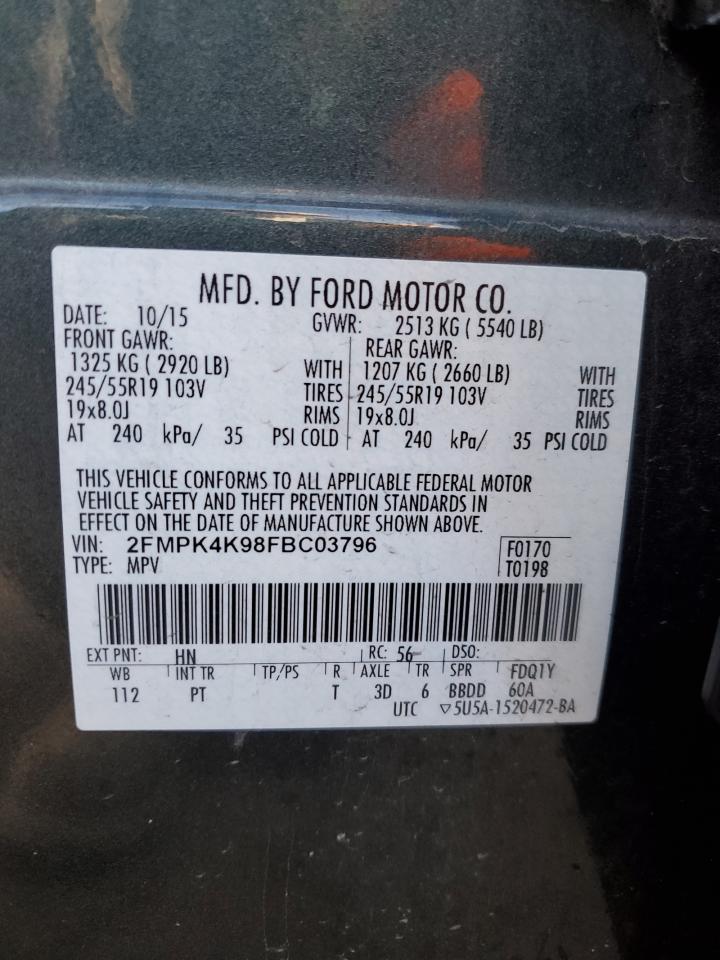 MFD. BY FORD MOTOR CO.
DATE: 10/15 GVWR: 2513 KG ( 5540 LB)
FRONT GAWR: REAR GAWR:
1325 KG ( 2920 LB) WITH 1207 KG ( 2660 LB) WITH
245/55R19 103V TIRES 245/55R19 103V TIRES
19x8.0J RIMS 19x8.0J RIMS
AT 240 kPa/ 35 PSI COLD AT 240 kPa/ 35 PSI COLD
THIS VEHICLE CONFORMS TO ALL APPLICABLE FEDERAL MOTOR
VEHICLE SAFETY AND THEFT PREVENTION STANDARDS IN
EFFECT ON THE DATE OF MANUFACTURE SHOWN ABOVE.
VIN: 2FMPK4K98FBC03796 F0170
TYPE: MPV T0198
EXT PNT: HN RC: 56 DSO:
WB INT TR TP/PS R AXLE TR SPR FDQ1Y
112 PT T 3D 6 BBDD 60A
UTC ▽5U5A-1520472-BA